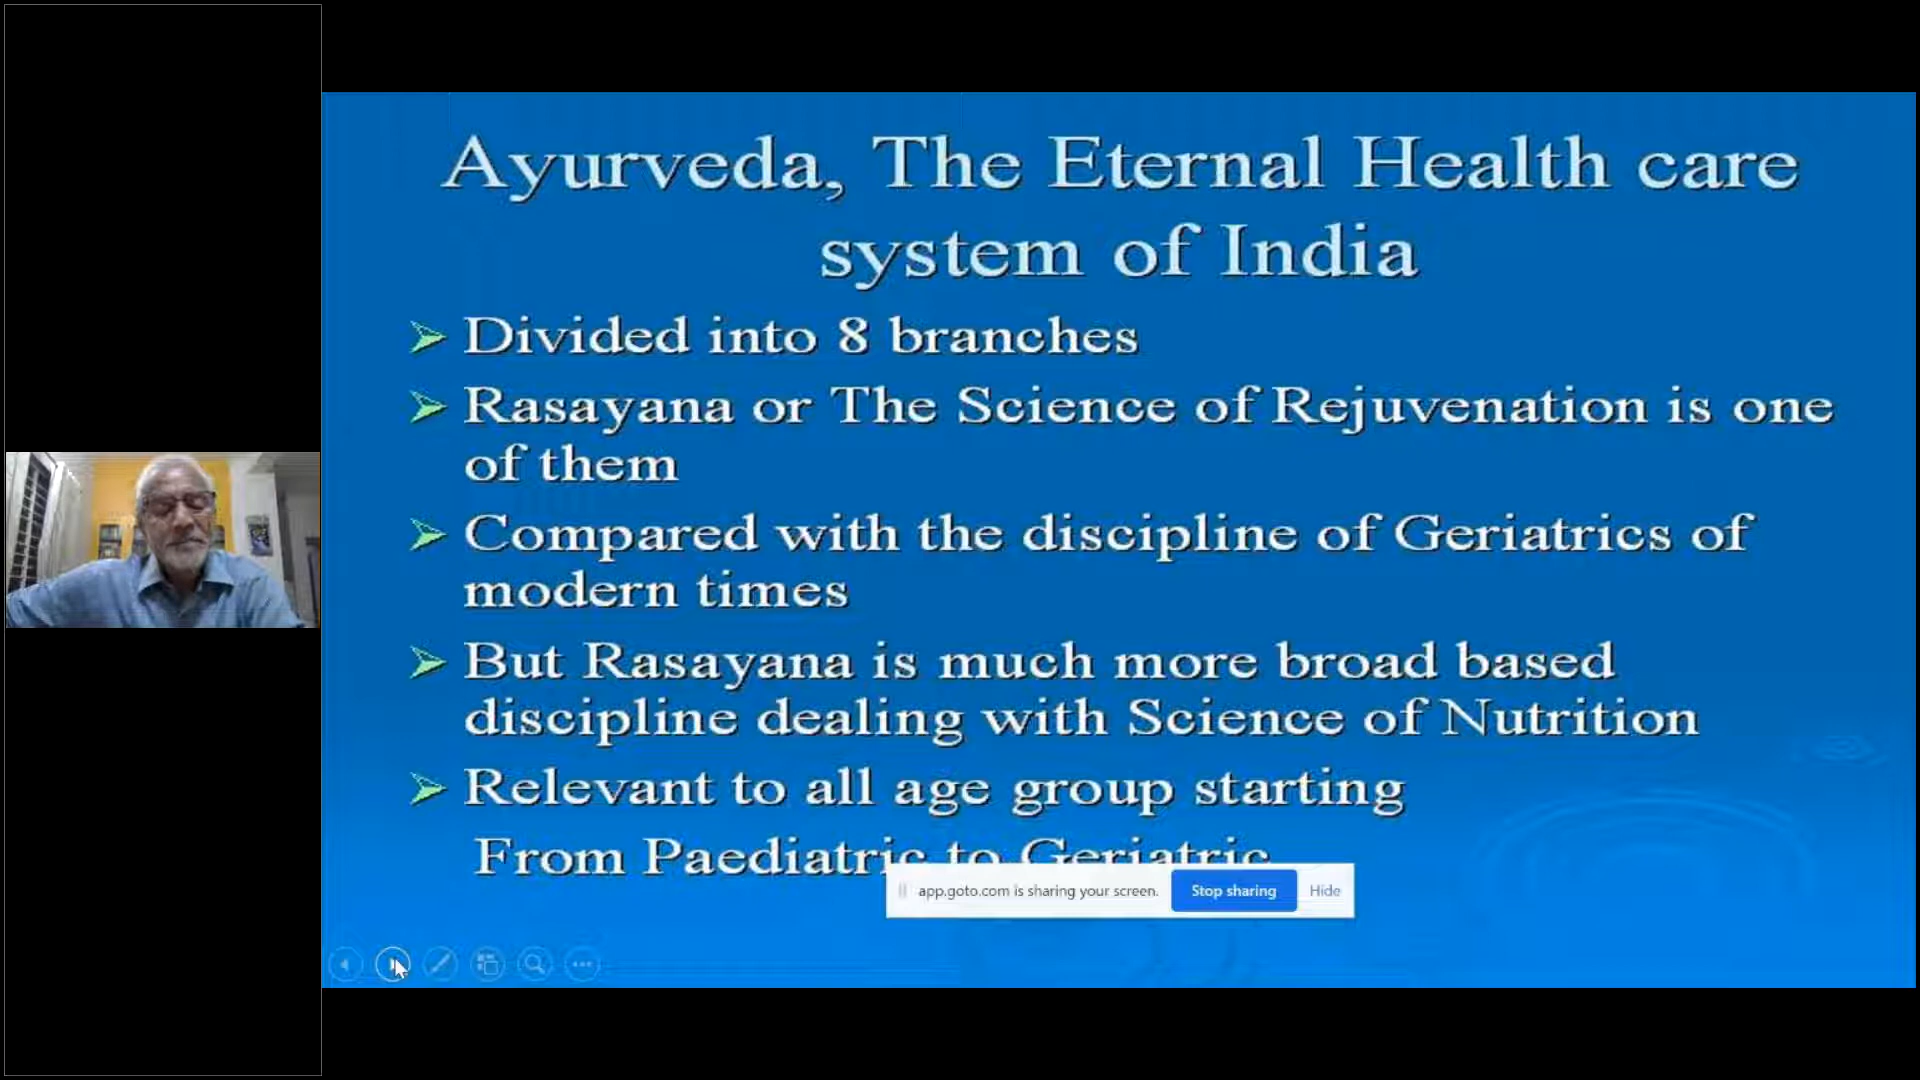 Ayurveda, The Eternal Health care
system of India
Divided into 8 branches
Rasayana or The Science of Rejuvenation is one
of them
Compared with the discipline of Geriatrics of
modern times
But Rasayana is much more broad based
discipline dealing with Science of Nutrition
Relevant to all age group starting
From Paediatric to Geriatric
app.goto.com is sharing your screen. Stop sharing Hide